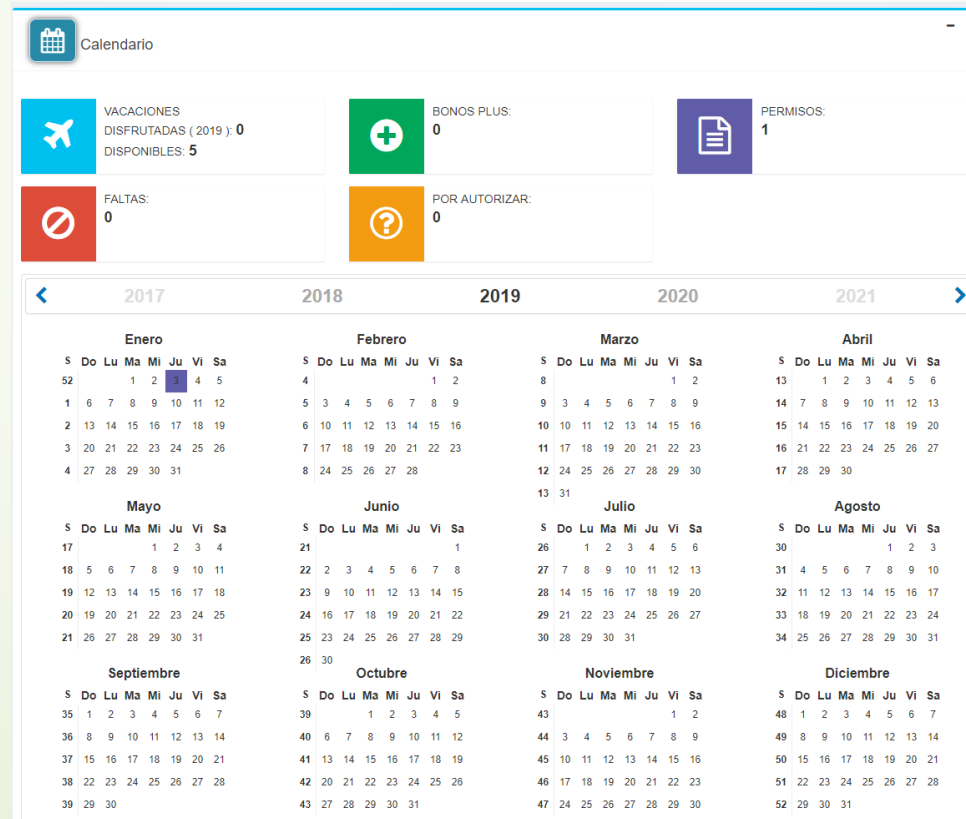 Calendario
VACACIONES
DISFRUTADAS ( 2019 ): 0
DISPONIBLES: 5
BONOS PLUS:
0
PERMISOS:
1
FALTAS:
0
POR AUTORIZAR:
0
2017 2018 2019 2020 2021
Enero
S Do Lu Ma Mi Ju Vi Sa
52 1 2 3 4 5
1 6 7 8 9 10 11 12
2 13 14 15 16 17 18 19
3 20 21 22 23 24 25 26
4 27 28 29 30 31
Febrero
S Do Lu Ma Mi Ju Vi Sa
4 1 2
5 3 4 5 6 7 8 9
6 10 11 12 13 14 15 16
7 17 18 19 20 21 22 23
8 24 25 26 27 28
Marzo
S Do Lu Ma Mi Ju Vi Sa
8 1 2
9 3 4 5 6 7 8 9
10 10 11 12 13 14 15 16
11 17 18 19 20 21 22 23
12 24 25 26 27 28 29 30
13 31
Abril
S Do Lu Ma Mi Ju Vi Sa
13 1 2 3 4 5 6
14 7 8 9 10 11 12 13
15 14 15 16 17 18 19 20
16 21 22 23 24 25 26 27
17 28 29 30
Mayo
S Do Lu Ma Mi Ju Vi Sa
17 1 2 3 4
18 5 6 7 8 9 10 11
19 12 13 14 15 16 17 18
20 19 20 21 22 23 24 25
21 26 27 28 29 30 31
Junio
S Do Lu Ma Mi Ju Vi Sa
21 1
22 2 3 4 5 6 7 8
23 9 10 11 12 13 14 15
24 16 17 18 19 20 21 22
25 23 24 25 26 27 28 29
26 30
Julio
S Do Lu Ma Mi Ju Vi Sa
26 1 2 3 4 5 6
27 7 8 9 10 11 12 13
28 14 15 16 17 18 19 20
29 21 22 23 24 25 26 27
30 28 29 30 31
Agosto
S Do Lu Ma Mi Ju Vi Sa
30 1 2 3
31 4 5 6 7 8 9 10
32 11 12 13 14 15 16 17
33 18 19 20 21 22 23 24
34 25 26 27 28 29 30 31
Septiembre
S Do Lu Ma Mi Ju Vi Sa
35 1 2 3 4 5 6 7
36 8 9 10 11 12 13 14
37 15 16 17 18 19 20 21
38 22 23 24 25 26 27 28
39 29 30
Octubre
S Do Lu Ma Mi Ju Vi Sa
39 1 2 3 4 5
40 6 7 8 9 10 11 12
41 13 14 15 16 17 18 19
42 20 21 22 23 24 25 26
43 27 28 29 30 31
Noviembre
S Do Lu Ma Mi Ju Vi Sa
43 1 2
44 3 4 5 6 7 8 9
45 10 11 12 13 14 15 16
46 17 18 19 20 21 22 23
47 24 25 26 27 28 29 30
Diciembre
S Do Lu Ma Mi Ju Vi Sa
48 1 2 3 4 5 6 7
49 8 9 10 11 12 13 14
50 15 16 17 18 19 20 21
51 22 23 24 25 26 27 28
52 29 30 31